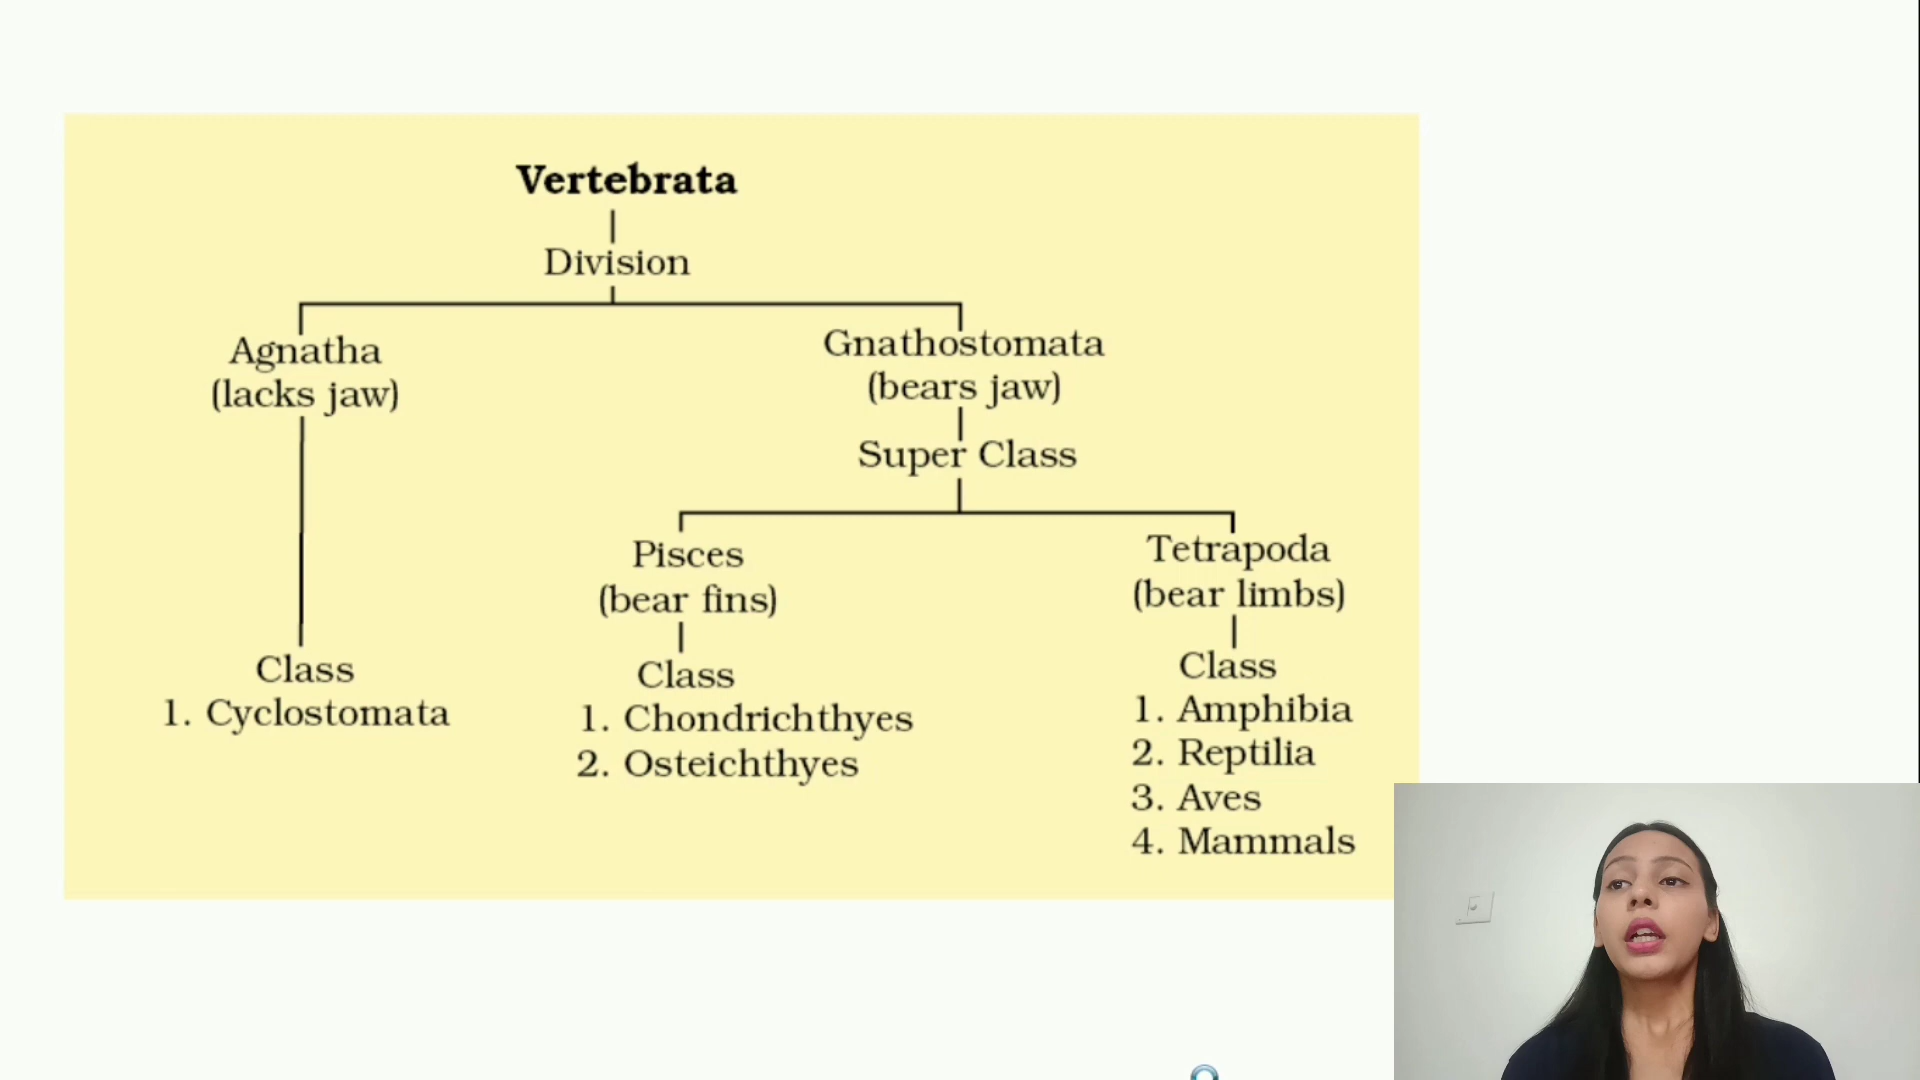 Vertebrata
Division
Agnatha
(lacks jaw)
Gnathostomata
(bears jaw)
Super Class
Pisces
(bear fins)
Tetrapoda
(bear limbs)
Class
1. Cyclostomata
Class
1. Chondrichthyes
2. Osteichthyes
Class
1. Amphibia
2. Reptilia
3. Aves
4. Mammals